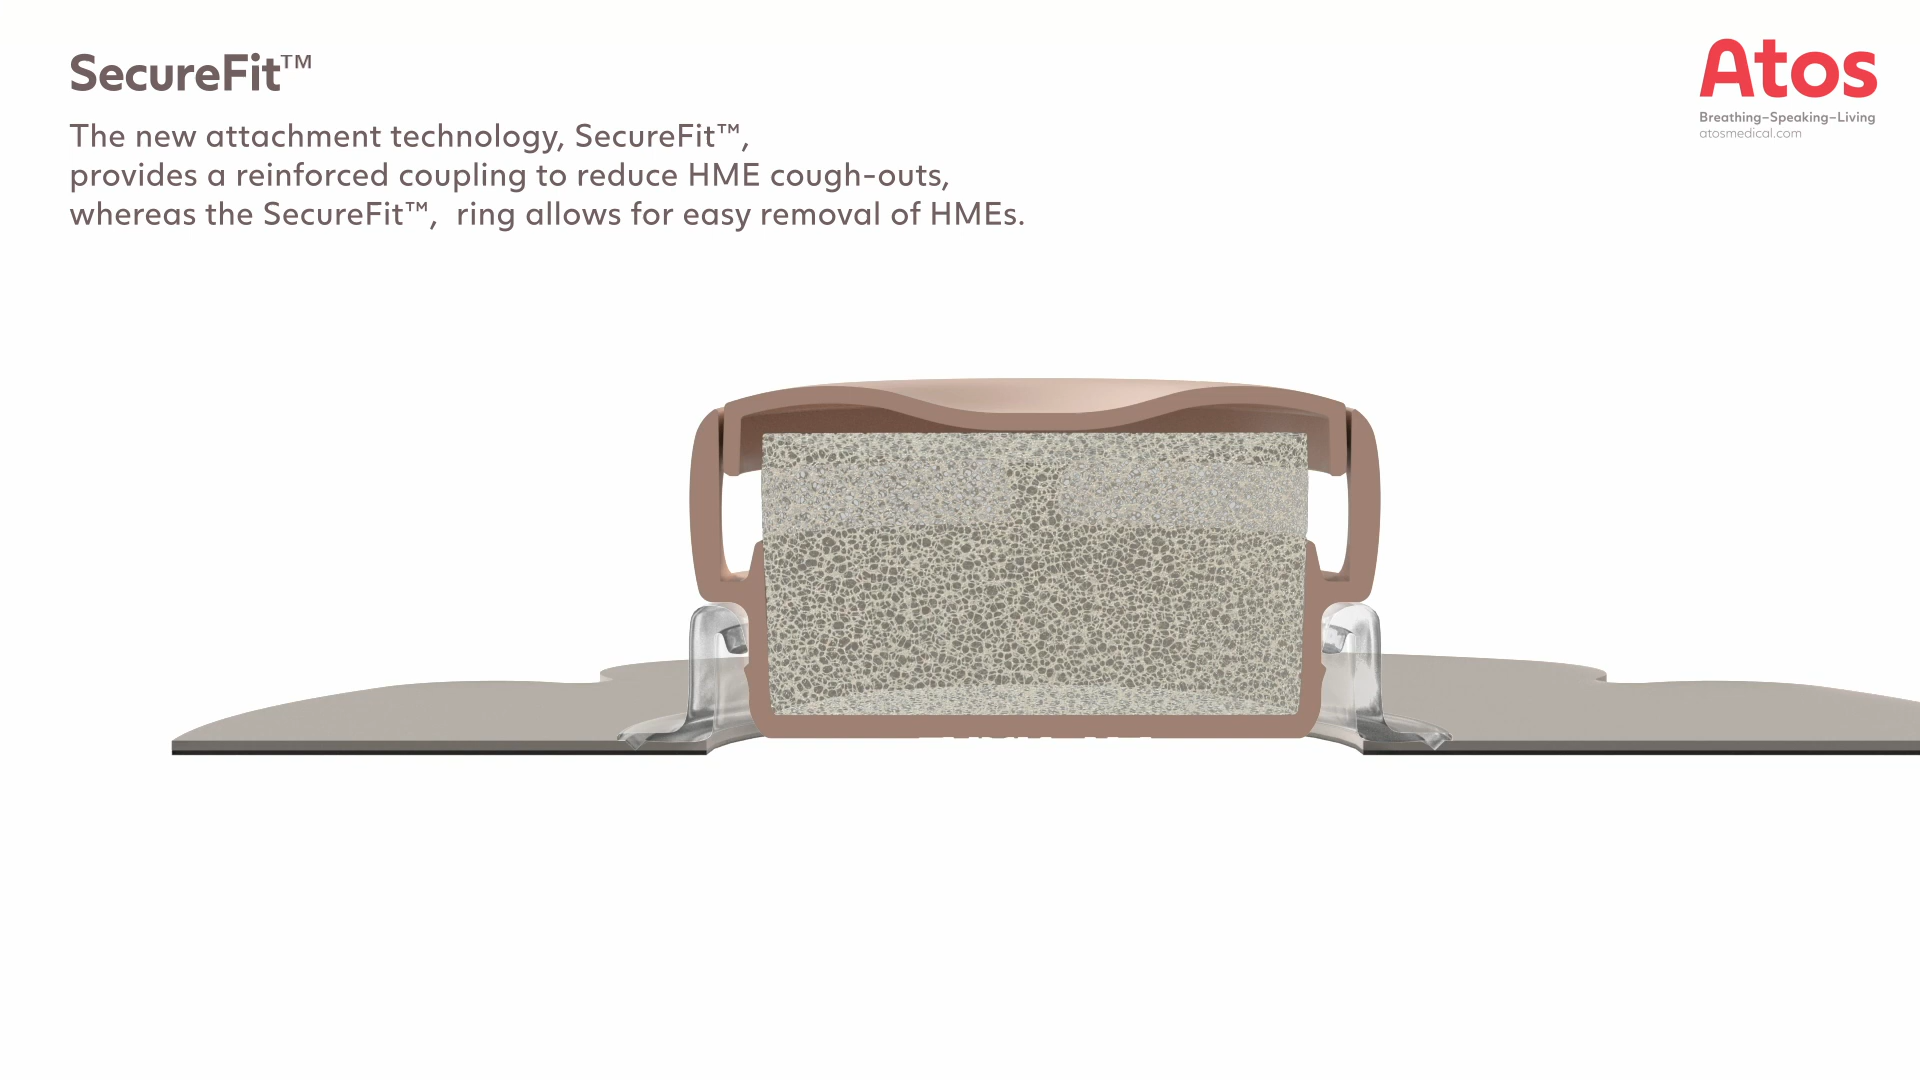 SecureFit™
The new attachment technology, SecureFit™,
provides a reinforced coupling to reduce HME cough-outs,
whereas the SecureFit™,  ring allows for easy removal of HMEs.
Atos
Breathing–Speaking–Living
atosmedical.com